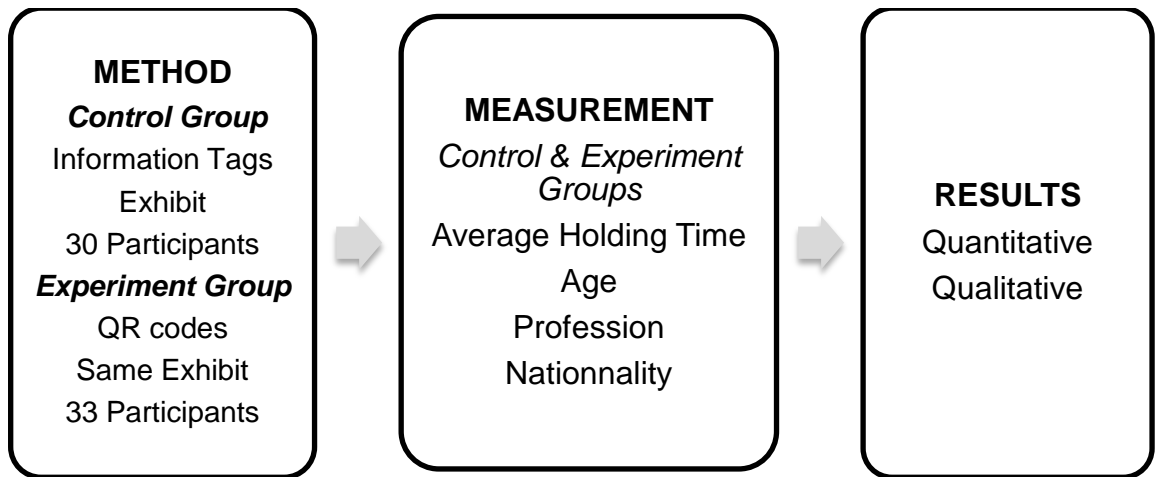 METHOD
Control Group
Information Tags
Exhibit
30 Participants
Experiment Group
QR codes
Same Exhibit
33 Participants
MEASUREMENT
Control & Experiment
Groups
Average Holding Time
Age
Profession
Nationnality
RESULTS
Quantitative
Qualitative